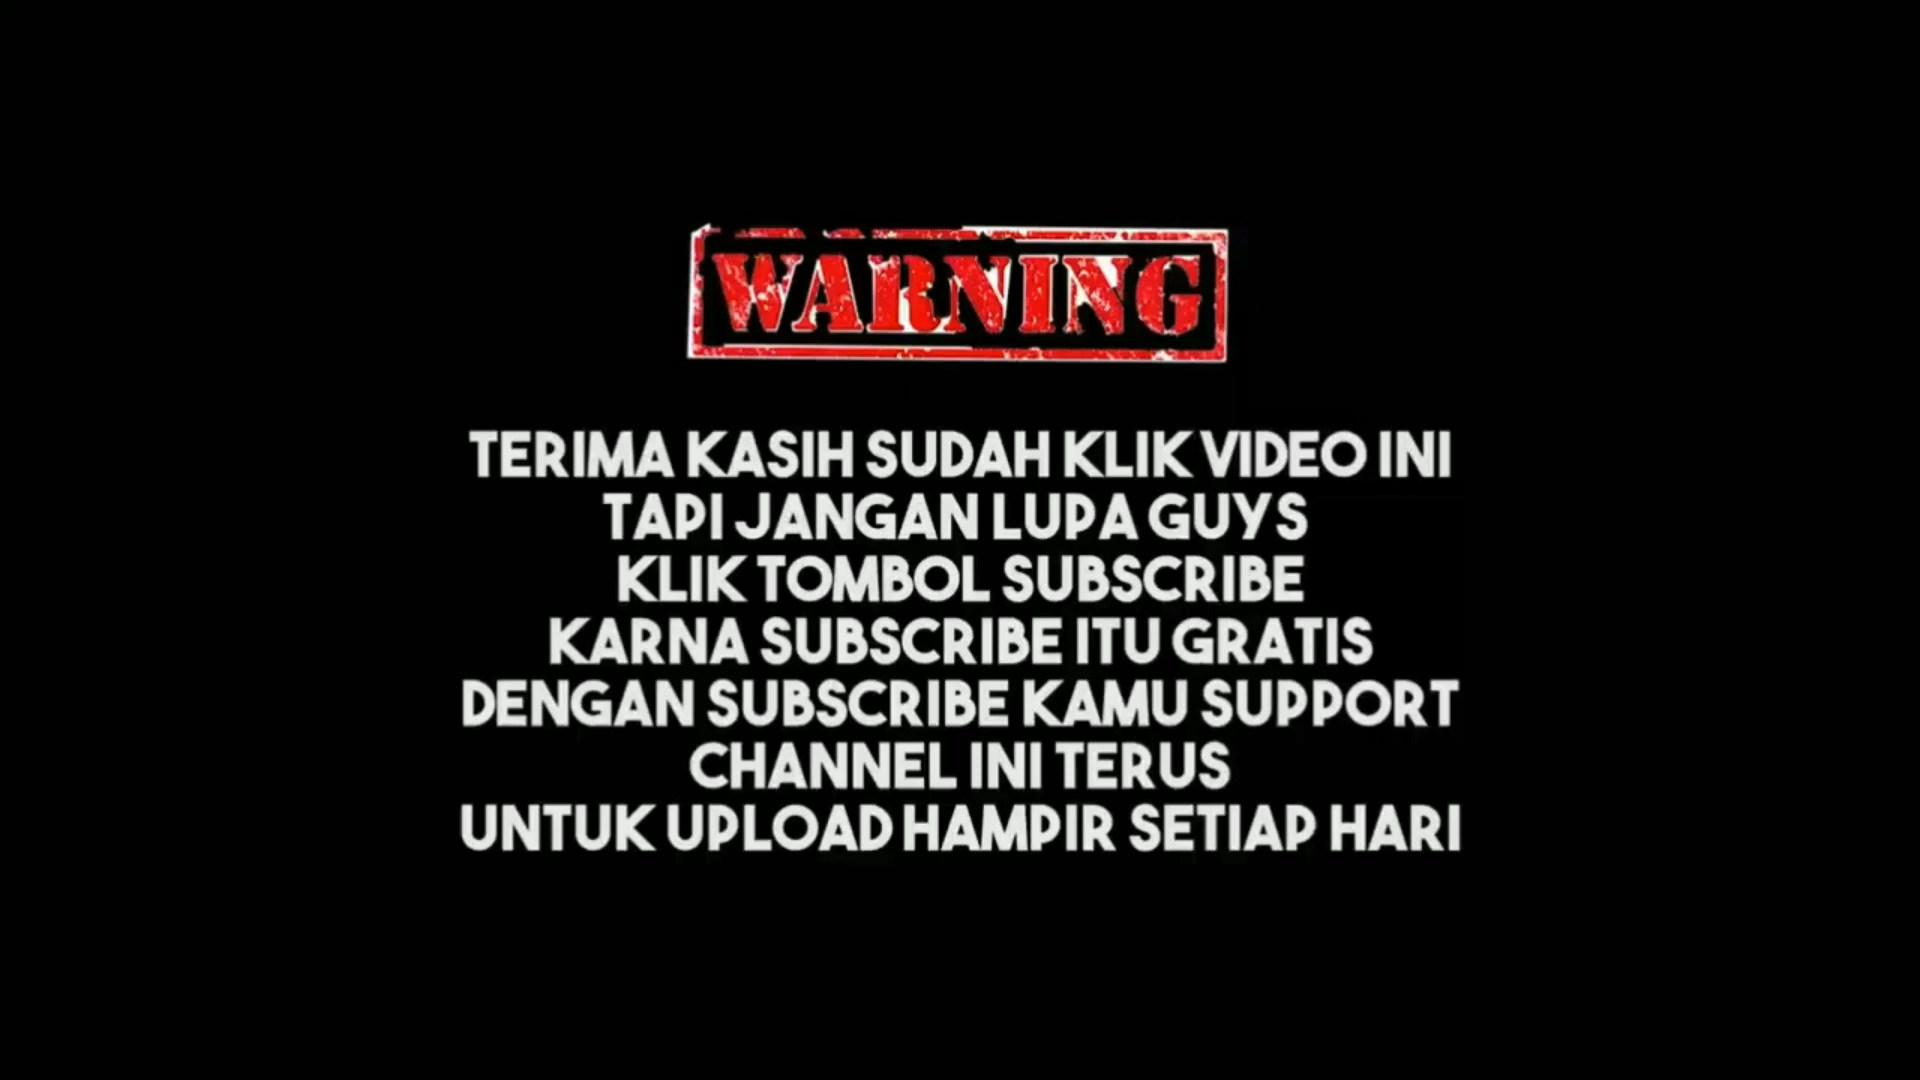 WARNING
TERIMA KASIH SUDAH KLIK VIDEO INI
TAPI JANGAN LUPA GUYS
KLIK TOMBOL SUBSCRIBE
KARNA SUBSCRIBE ITU GRATIS
DENGAN SUBSCRIBE KAMU SUPPORT
CHANNEL INI TERUS
UNTUK UPLOAD HAMPIR SETIAP HARI